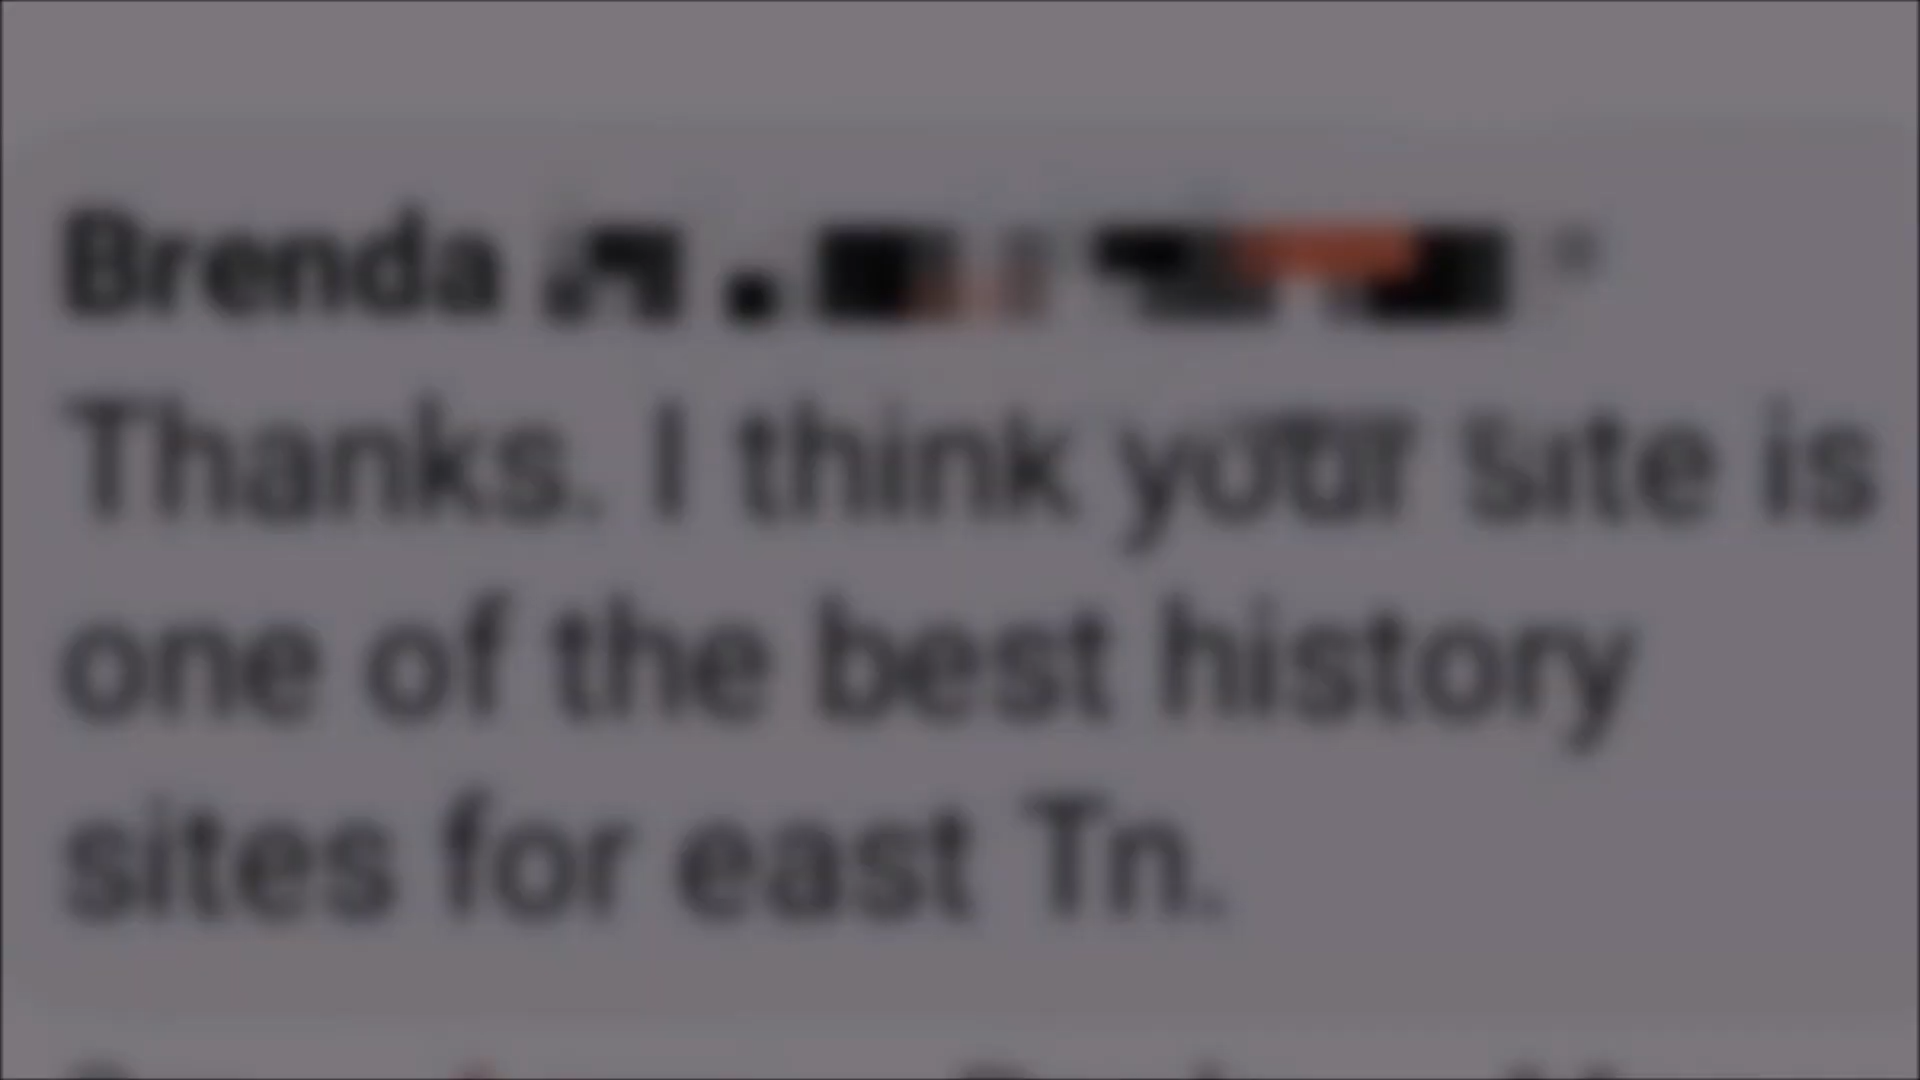 Brenda
Thanks. I think your site is
one of the best history
sites for east Tn.